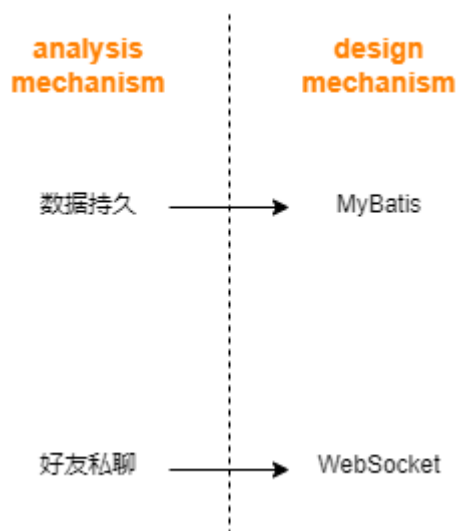 analysis
mechanism
design
mechanism
数据持久
MyBatis
好友私聊
WebSocket